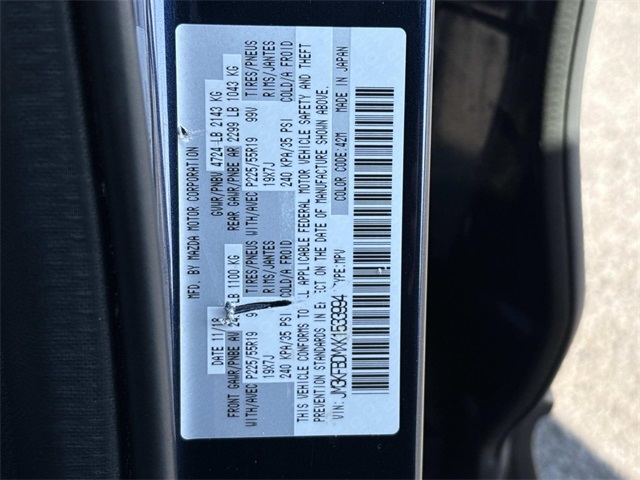 MFD. BY MAZDA MOTOR CORPORATION
DATE 11/18 GVWR/PNBV 4724 LB 2143 KG
FRONT GAWR/PNBE AV LB 1100 KG REAR GAWR/PNBE AR 2299 LB 1043 KG
WITH/AVEC P225/55R19 TIRES/PNEUS WITH/AVEC P225/55R19 99V TIRES/PNEUS
19X7J RIMS/JANTES 19X7J RIMS/JANTES
240 KPA/35 PSI COLD/A FROID 240 KPA/35 PSI COLD/A FROID
THIS VEHICLE CONFORMS TO APPLICABLE FEDERAL MOTOR VEHICLE SAFETY AND THEFT
PREVENTION STANDARDS IN ON THE DATE OF MANUFACTURE SHOWN ABOVE.
COLOR CODE:42M MADE IN JAPAN
VIN: JM3KFBDMXK1533994 TYPE:MPV